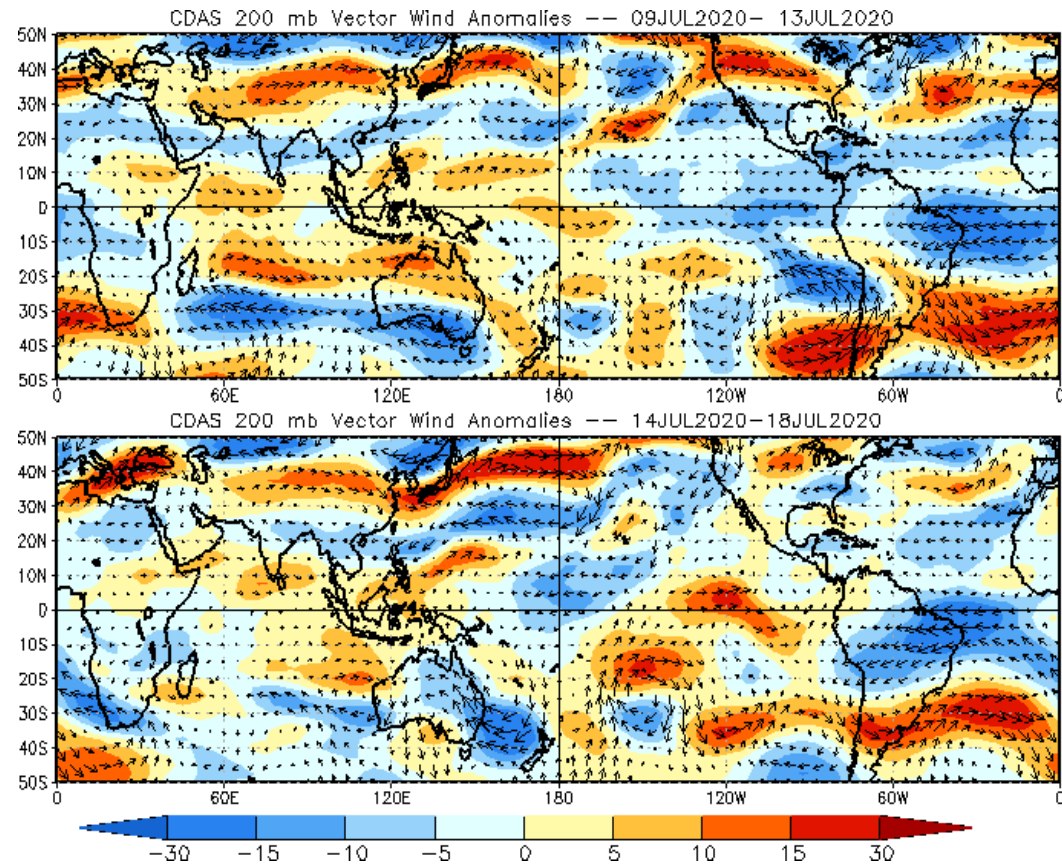 CDAS 200 mb Vector Wind Anomalies -- 09JUL2020- 13JUL2020
50N
40N
30N
20N
10N
0
10S
20S
30S
40S
50S
0 60E 120E 180 120W 60W 0
CDAS 200 mb Vector Wind Anomalies -- 14JUL2020-18JUL2020
50N
40N
30N
20N
10N
0
10S
20S
30S
40S
50S
0 60E 120E 180 120W 60W 0
-30 -15 -10 -5 0 5 10 15 30